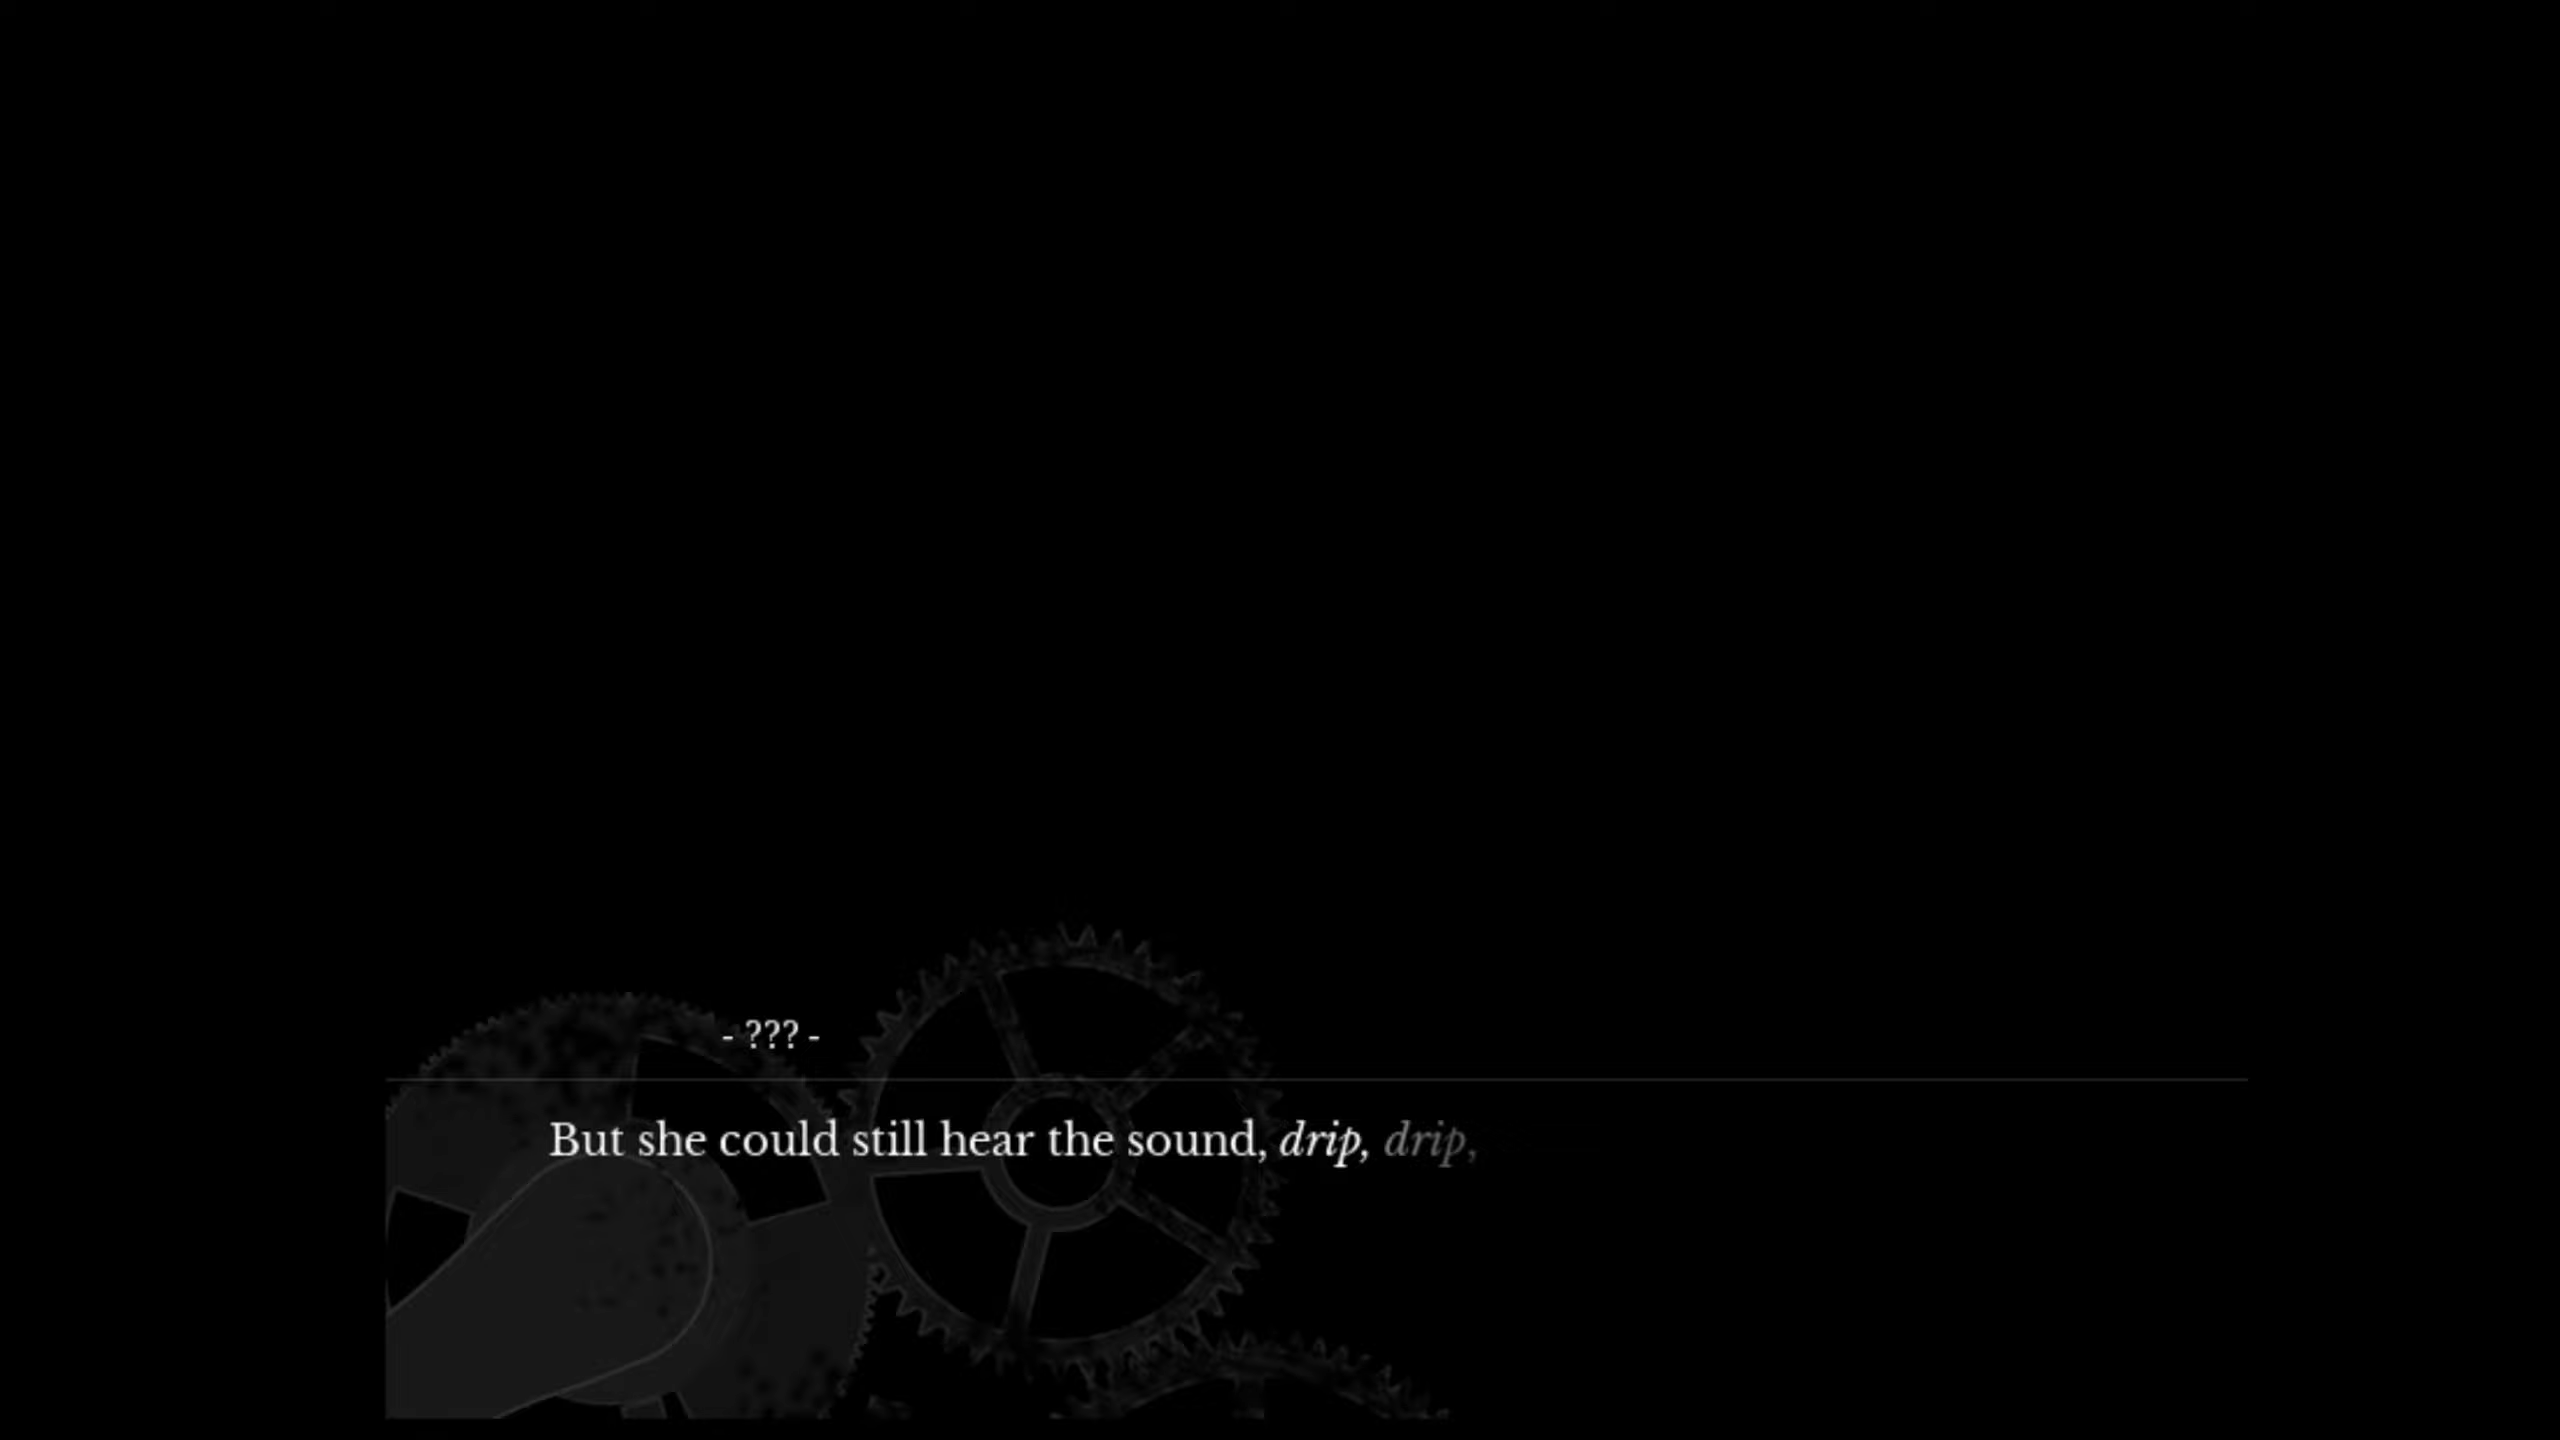 - ??? -
But she could still hear the sound, drip, drip,